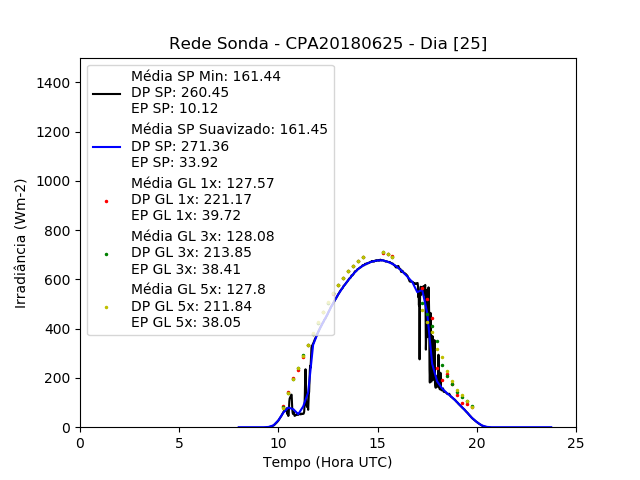 Rede Sonda - CPA20180625 - Dia [25]
Média SP Min: 161.44
DP SP: 260.45
EP SP: 10.12
Média SP Suavizado: 161.45
DP SP: 271.36
EP SP: 33.92
Média GL 1x: 127.57
DP GL 1x: 221.17
EP GL 1x: 39.72
Média GL 3x: 128.08
DP GL 3x: 213.85
EP GL 3x: 38.41
Média GL 5x: 127.8
DP GL 5x: 211.84
EP GL 5x: 38.05
Irradiância (Wm-2)
1400
1200
1000
800
600
400
200
0
0 5 10 15 20 25
Tempo (Hora UTC)